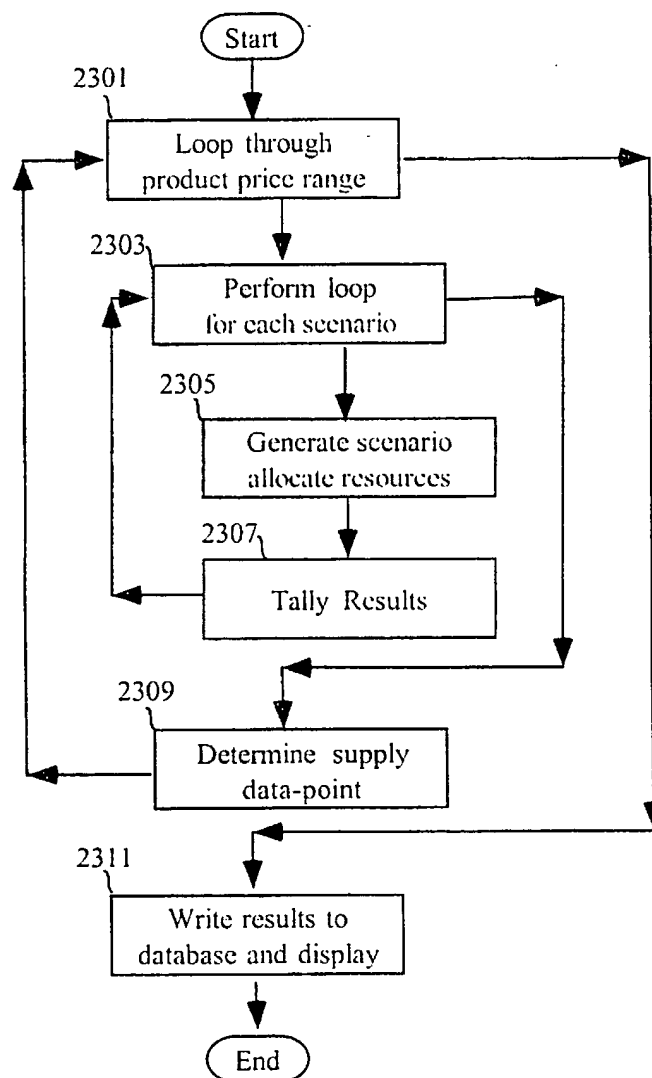 Start
2301
Loop through
product price range
2303
Perform loop
for each scenario
2305
Generate scenario
allocate resources
2307
Tally Results
2309
Determine supply
data-point
2311
Write results to
database and display
End